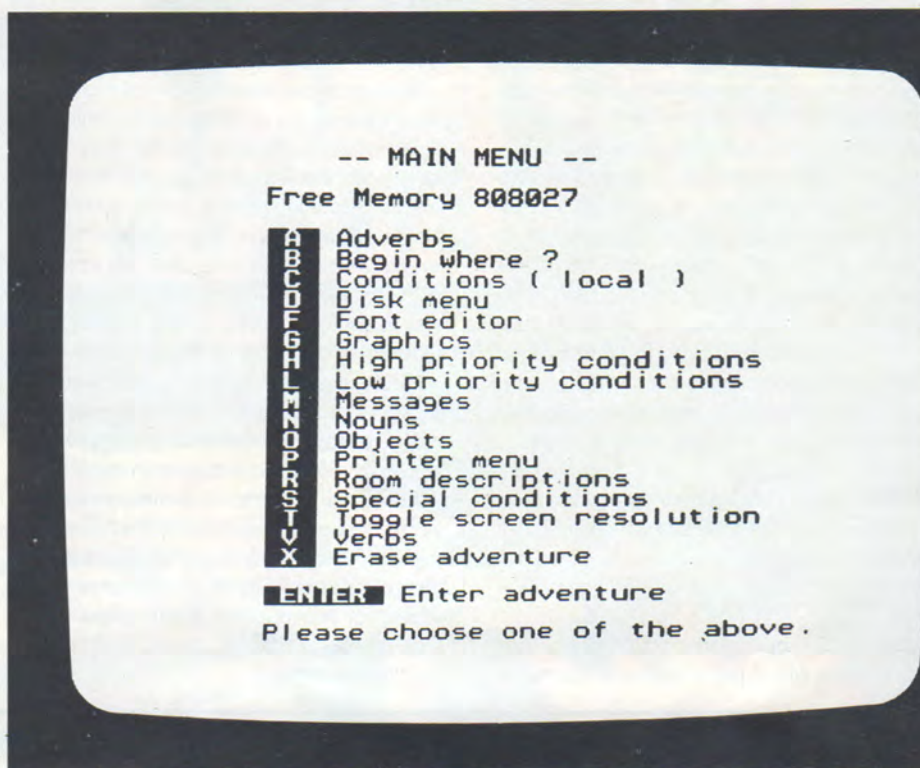 -- MAIN MENU --
Free Memory 808027
A Adverbs
B Begin where ?
C Conditions ( local )
D Disk menu
F Font editor
G Graphics
H High priority conditions
L Low priority conditions
M Messages
N Nouns
O Objects
P Printer menu
R Room descriptions
S Special conditions
T Toggle screen resolution
V Verbs
X Erase adventure
ENTER Enter adventure
Please choose one of the above.